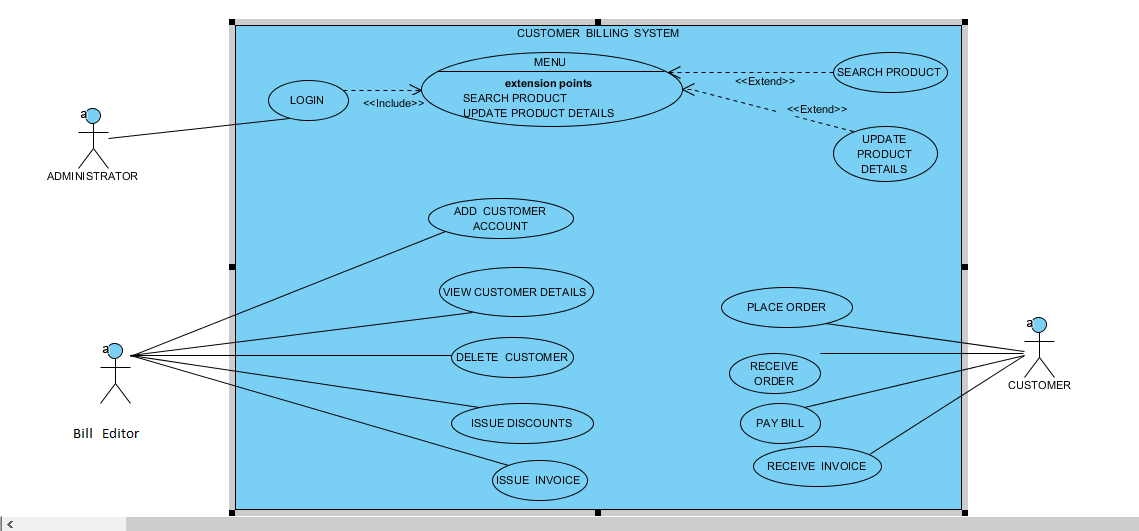 CUSTOMER BILLING SYSTEM
MENU
extension points
SEARCH PRODUCT
UPDATE PRODUCT DETAILS
LOGIN
<<Include>>
<<Extend>>
SEARCH PRODUCT
<<Extend>>
UPDATE
PRODUCT
DETAILS
a
ADMINISTRATOR
ADD CUSTOMER
ACCOUNT
VIEW CUSTOMER DETAILS
DELETE CUSTOMER
ISSUE DISCOUNTS
ISSUE INVOICE
a
Bill Editor
PLACE ORDER
RECEIVE
ORDER
PAY BILL
RECEIVE INVOICE
a
CUSTOMER